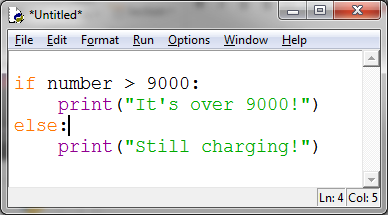 *Untitled*
File Edit Format Run Options Window Help
if number > 9000:
    print("It's over 9000!")
else:
    print("Still charging!")
Ln: 4 Col: 5